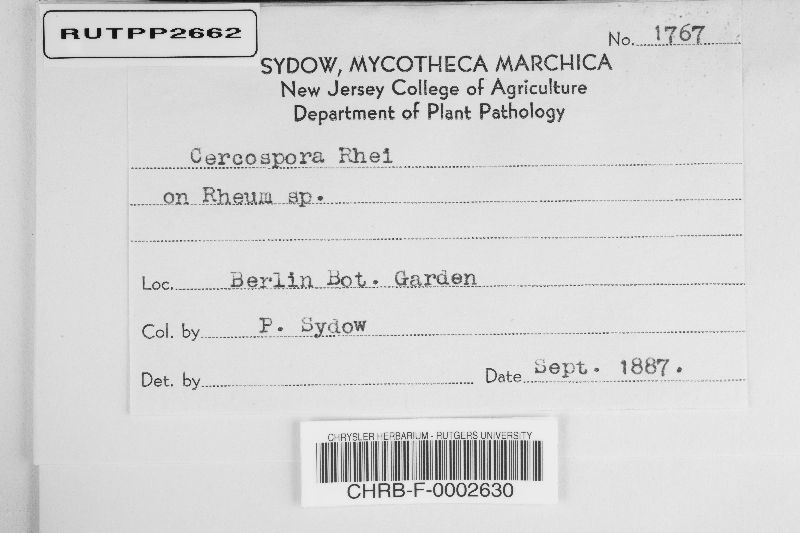 RUTPP2662
No. 1767
SYDOW, MYCOTHECA MARCHICA
New Jersey College of Agriculture
Department of Plant Pathology
Cercospora Rhei
on Rheum sp.
Loc. Berlin Bot. Garden
Col. by P. Sydow
Det. by Date Sept. 1887.
CHRYSLER HERBARIUM - RUTGERS UNIVERSITY
CHRB-F-0002630